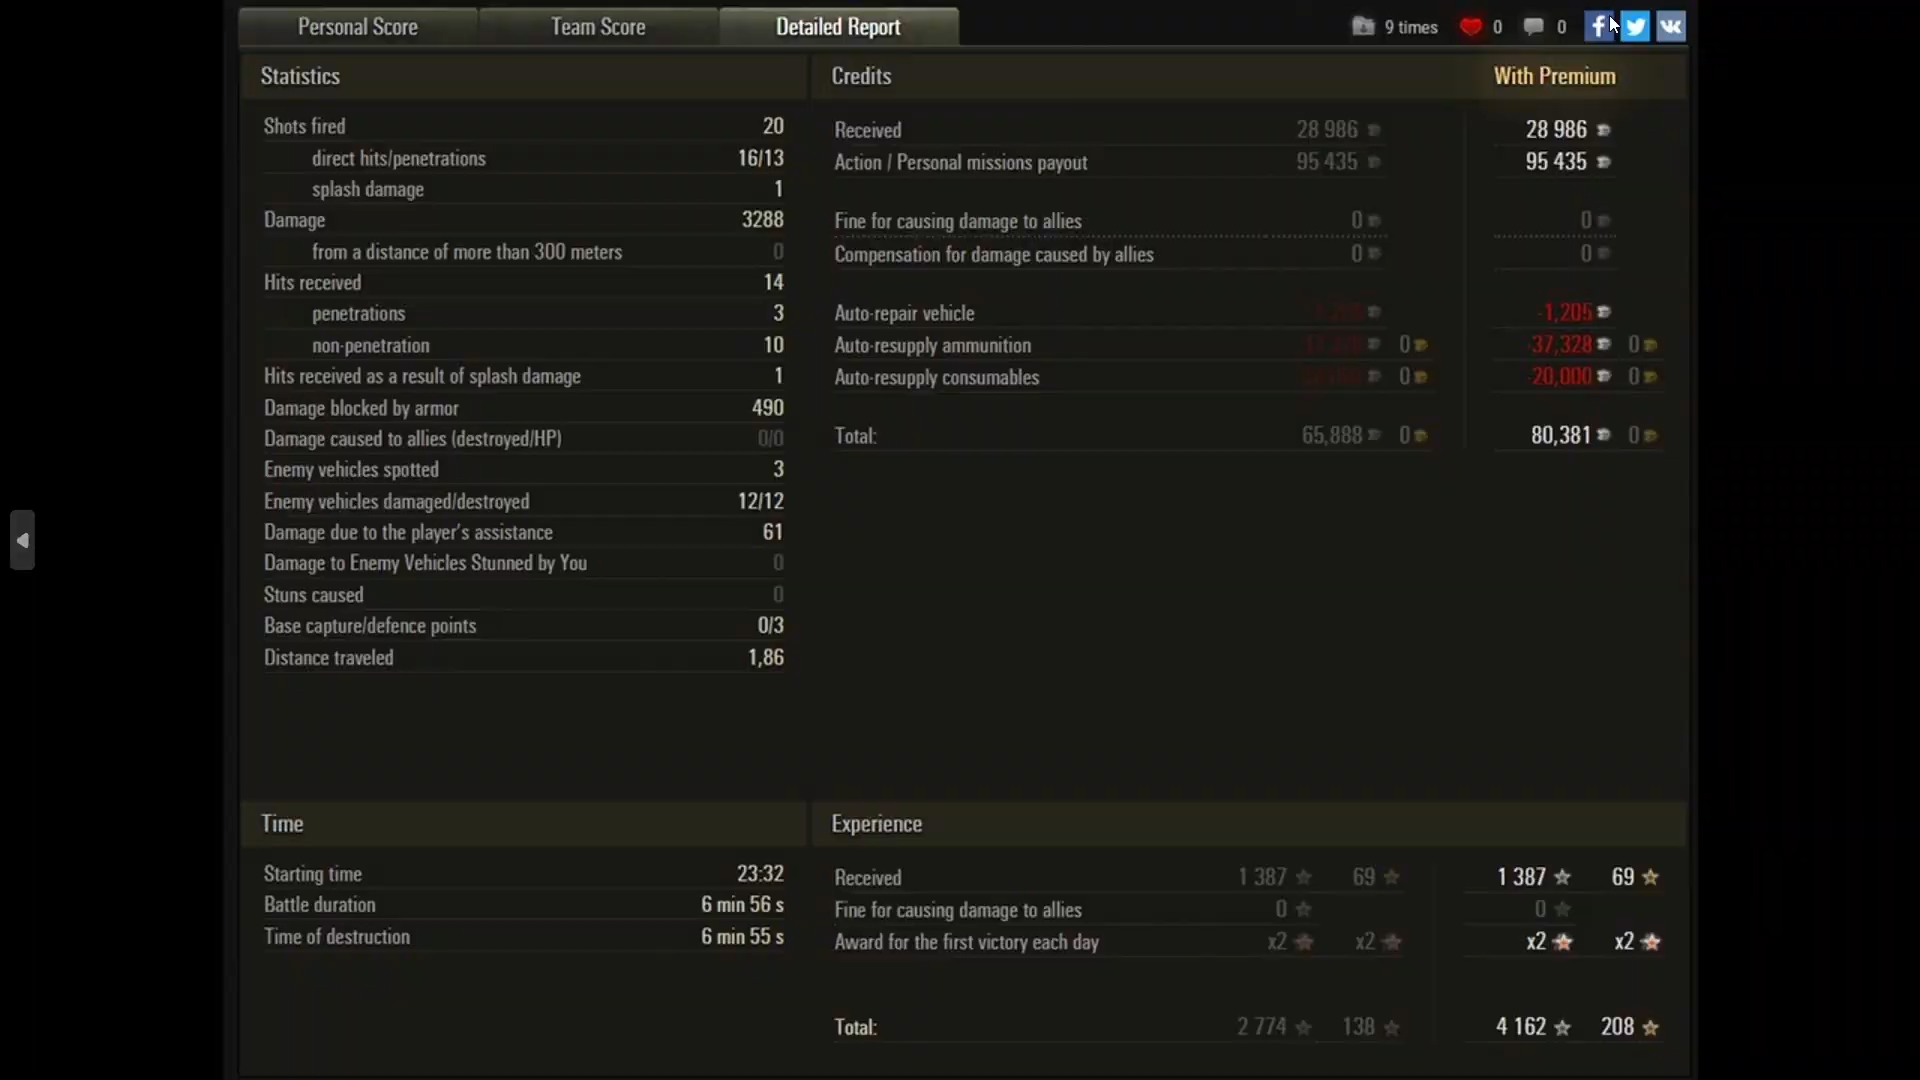 Personal Score Team Score Detailed Report 9 times 0 0
Statistics
Shots fired 20
direct hits/penetrations 16/13
splash damage 1
Damage 3288
from a distance of more than 300 meters 0
Hits received 14
penetrations 3
non-penetration 10
Hits received as a result of splash damage 1
Damage blocked by armor 490
Damage caused to allies (destroyed/HP) 0/0
Enemy vehicles spotted 3
Enemy vehicles damaged/destroyed 12/12
Damage due to the player's assistance 61
Damage to Enemy Vehicles Stunned by You 0
Stuns caused 0
Base capture/defence points 0/3
Distance traveled 1,86
Credits With Premium
Received 28 986 28 986
Action / Personal missions payout 95 435 95 435
Fine for causing damage to allies 0 0
Compensation for damage caused by allies 0 0
Auto-repair vehicle -1,205
Auto-resupply ammunition 0 -37,328 0
Auto-resupply consumables 0 -20,000 0
Total: 65,888 0 80,381 0
Time
Starting time 23:32
Battle duration 6 min 56 s
Time of destruction 6 min 55 s
Experience
Received 1 387 69 1 387 69
Fine for causing damage to allies 0 0
Award for the first victory each day x2 x2 x2 x2
Total: 2 774 138 4 162 208